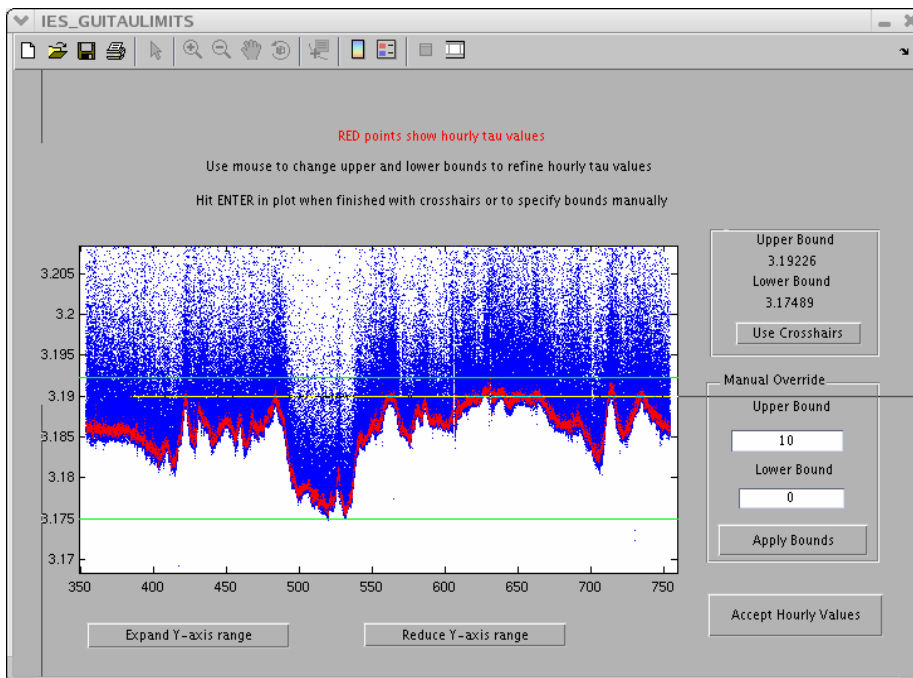 IES_GUITAULIMITS
RED points show hourly tau values
Use mouse to change upper and lower bounds to refine hourly tau values
Hit ENTER in plot when finished with crosshairs or to specify bounds manually
Upper Bound
3.19226
Lower Bound
3.17489
Use Crosshairs
Manual Override
Upper Bound
10
Lower Bound
0
Apply Bounds
Accept Hourly Values
3.205
3.2
3.195
3.19
3.185
3.18
3.175
3.17
350 400 450 500 550 600 650 700 750
Expand Y-axis range
Reduce Y-axis range